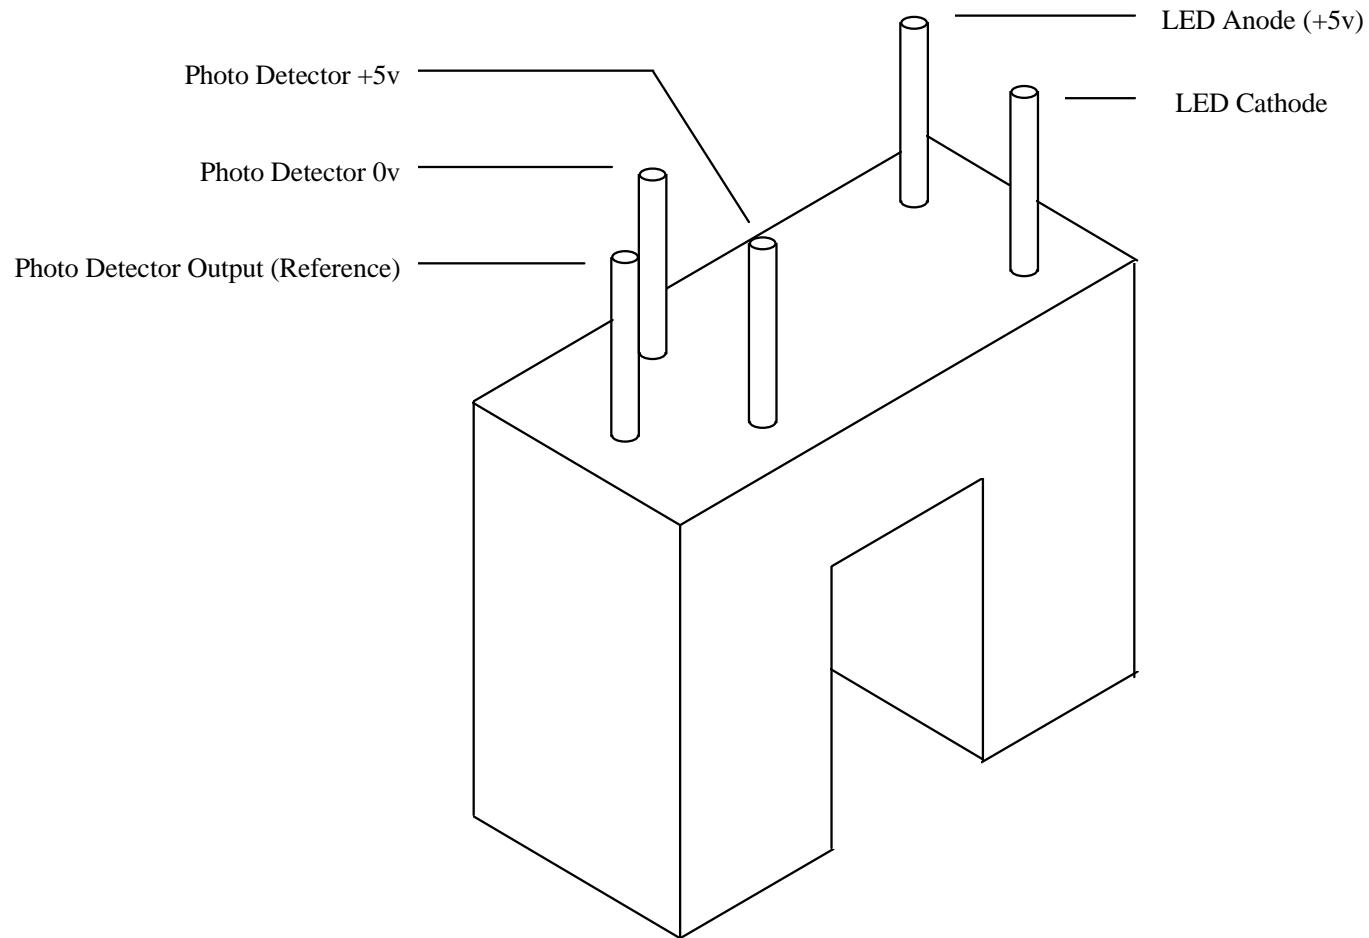 LED Anode (+5v)
Photo Detector +5v
LED Cathode
Photo Detector 0v
Photo Detector Output (Reference)